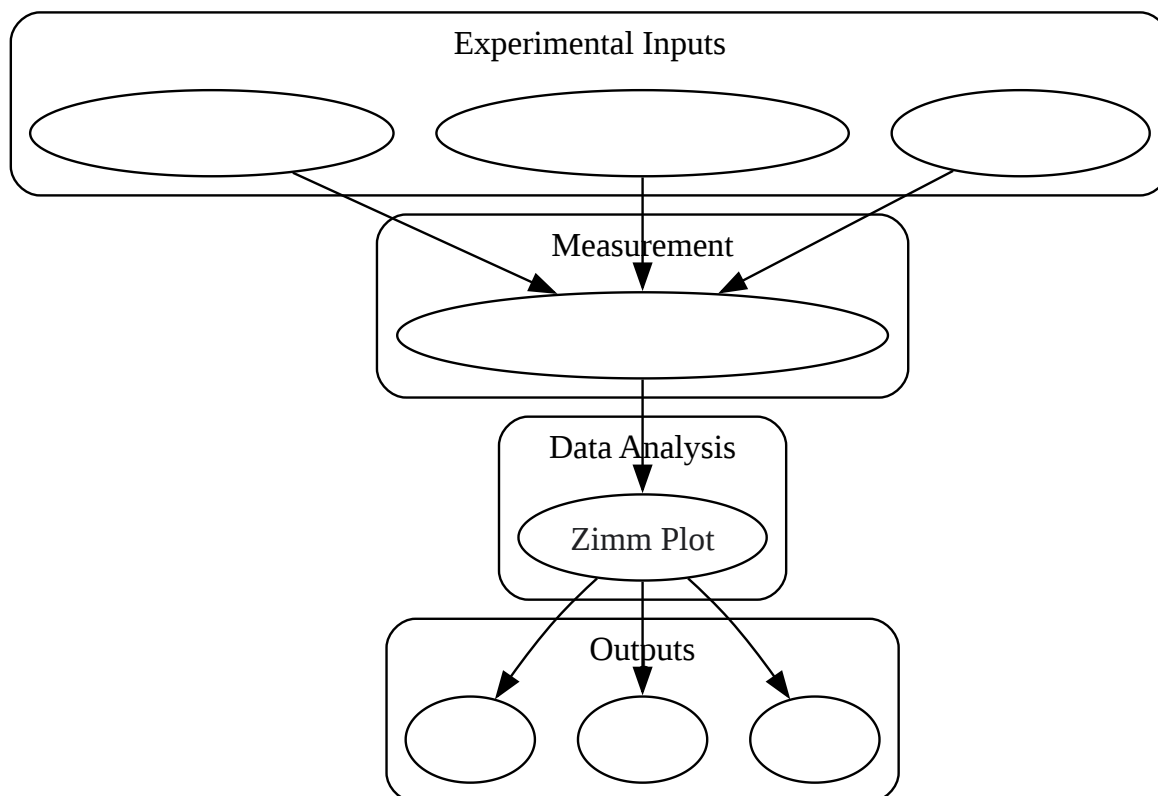 Experimental Inputs
Measurement
Data Analysis
Zimm Plot
Outputs